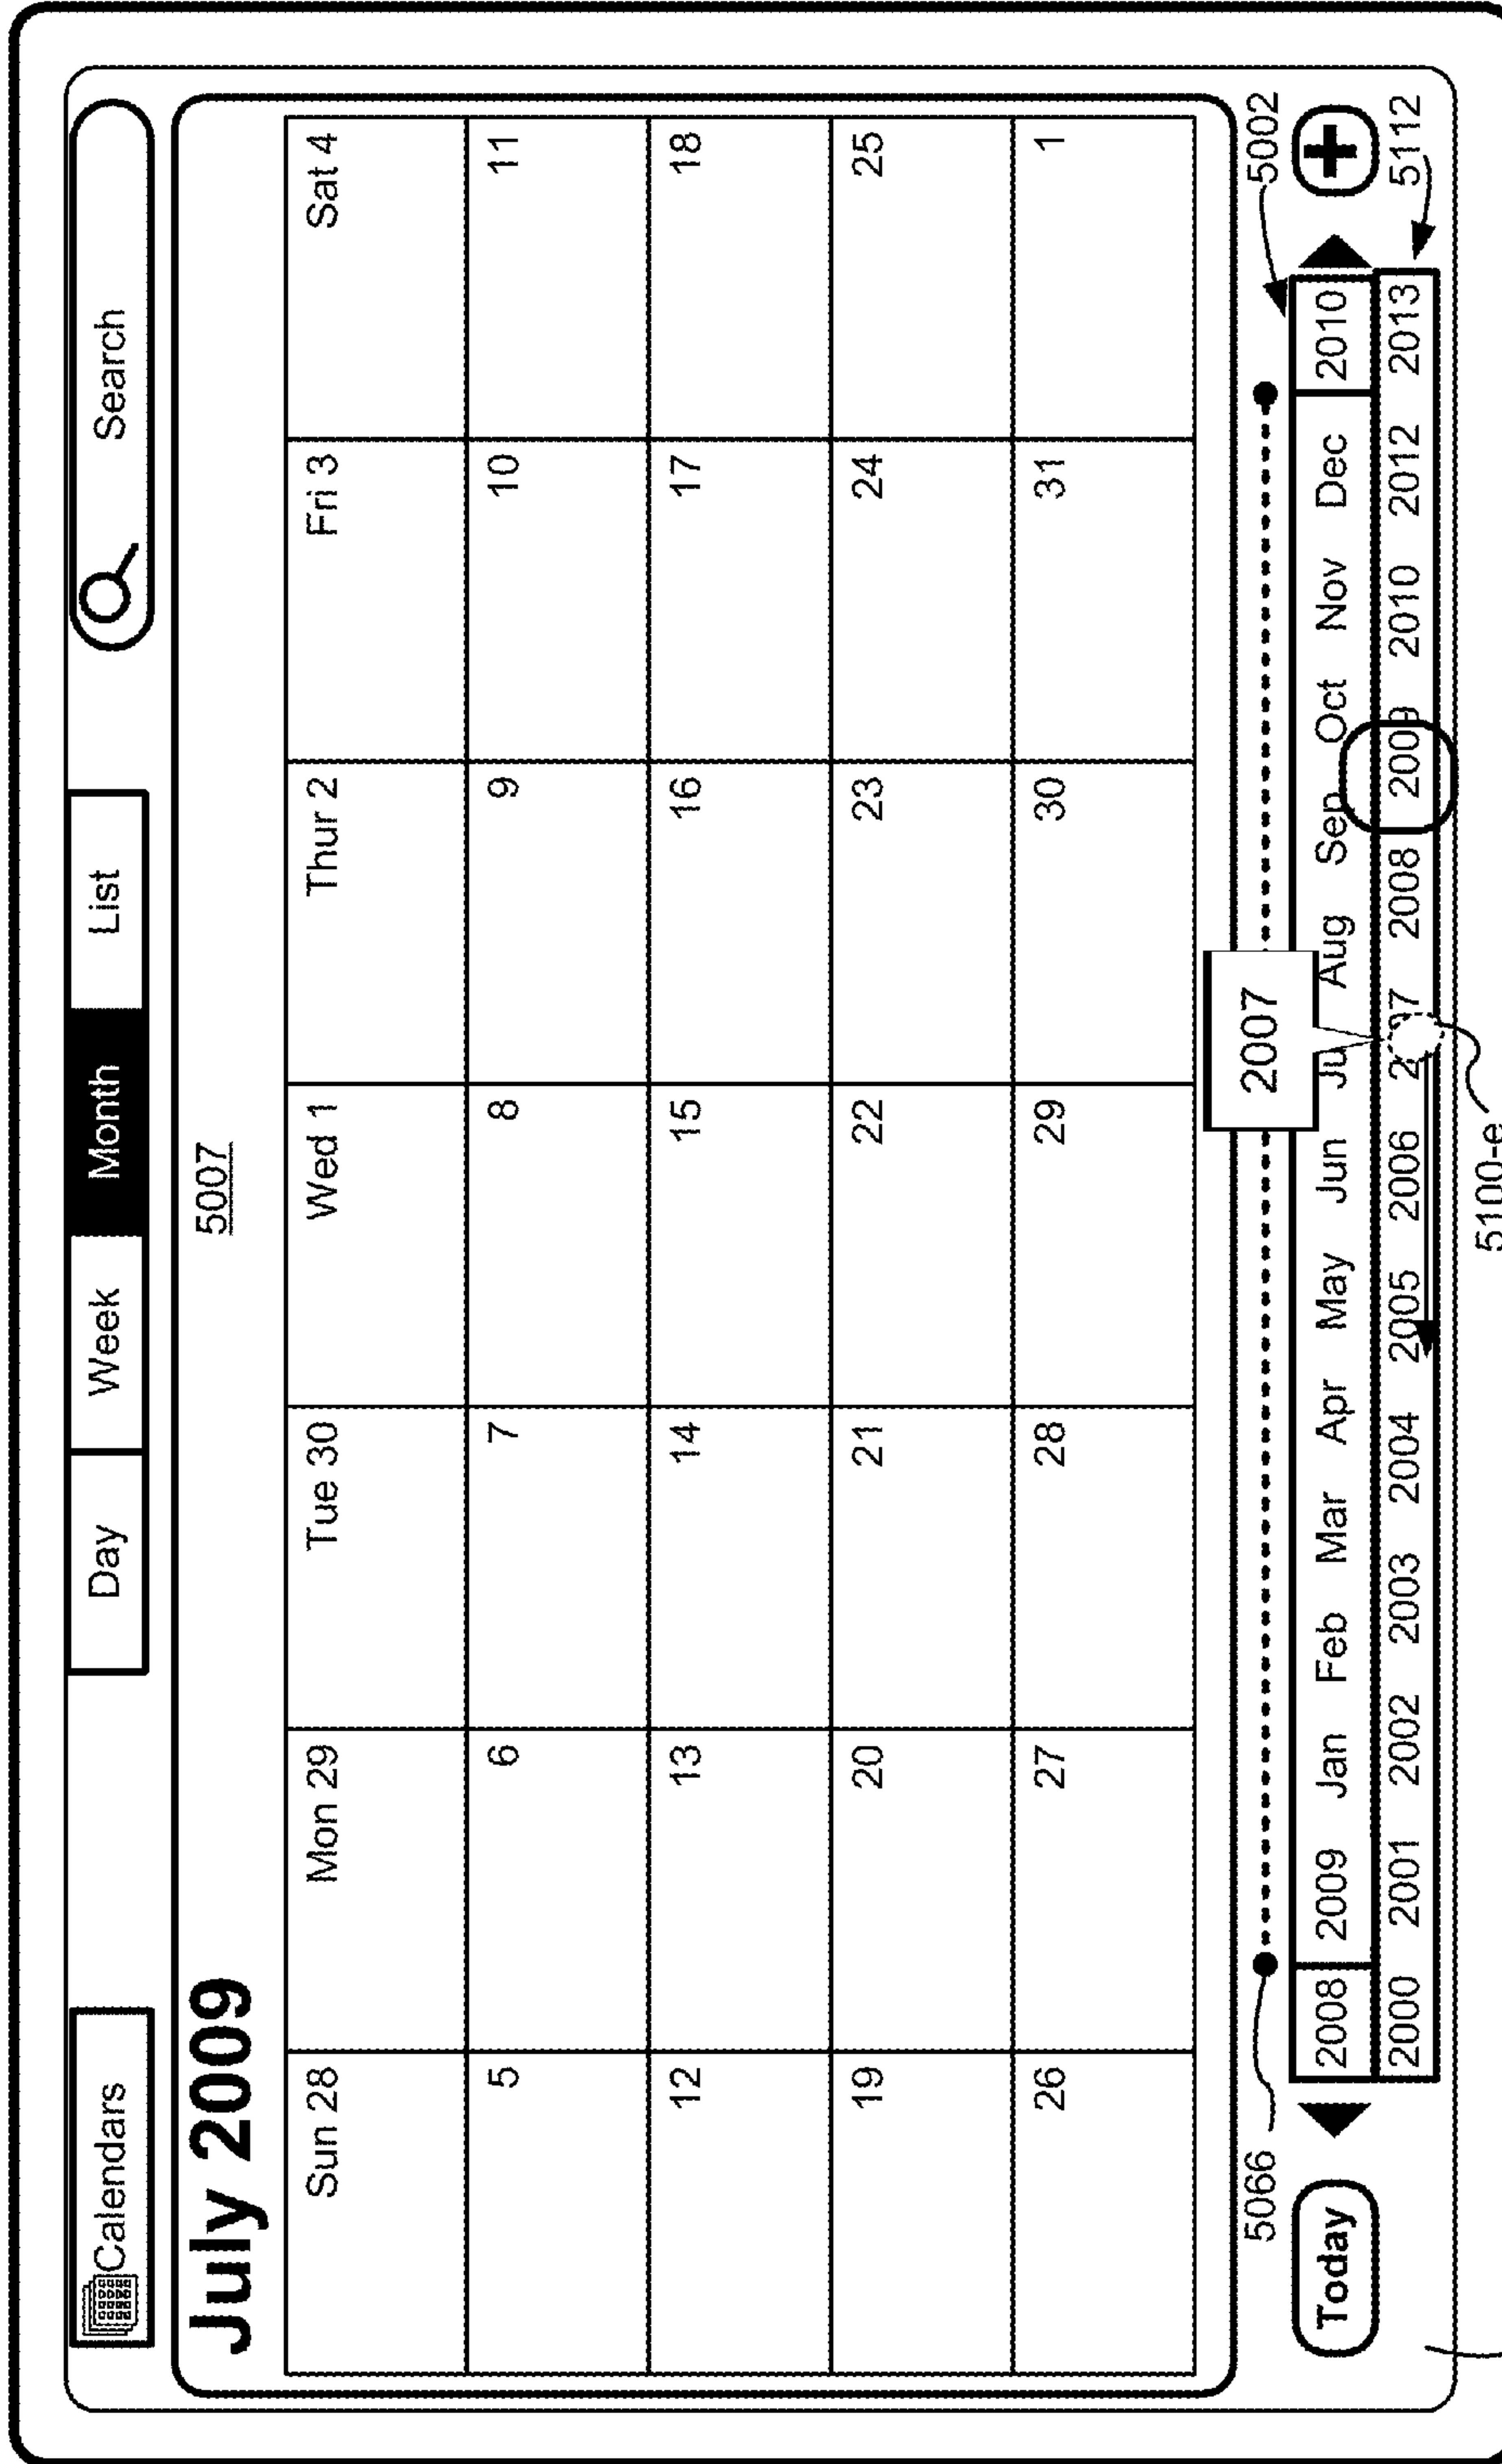 Calendars Day Week Month List Search
5007
July 2009
Sun 28 Mon 29 Tue 30 Wed 1 Thur 2 Fri 3 Sat 4
5 6 7 8 9 10 11
12 13 14 15 16 17 18
19 20 21 22 23 24 25
26 27 28 29 30 31 1
5066 2007 5002
Today 2008 2009 Jan Feb Mar Apr May Jun Ju Aug Sep Oct Nov Dec 2010 +
2000 2001 2002 2003 2004 2005 2006 2007 2008 2009 2010 2012 2013 5112
5100-e